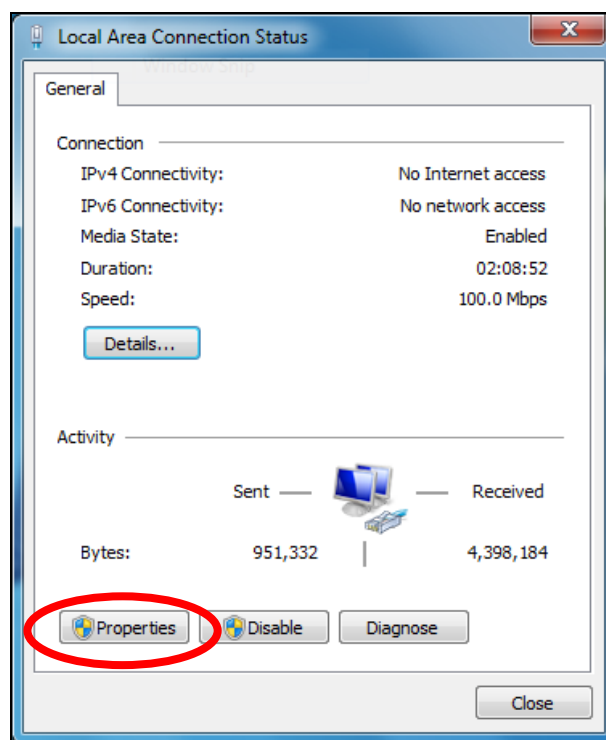 Local Area Connection Status
X
Window Snip
General
Connection
IPv4 Connectivity: No Internet access
IPv6 Connectivity: No network access
Media State: Enabled
Duration: 02:08:52
Speed: 100.0 Mbps
Details...
Activity
Sent Received
Bytes: 951,332 4,398,184
Properties Disable Diagnose
Close